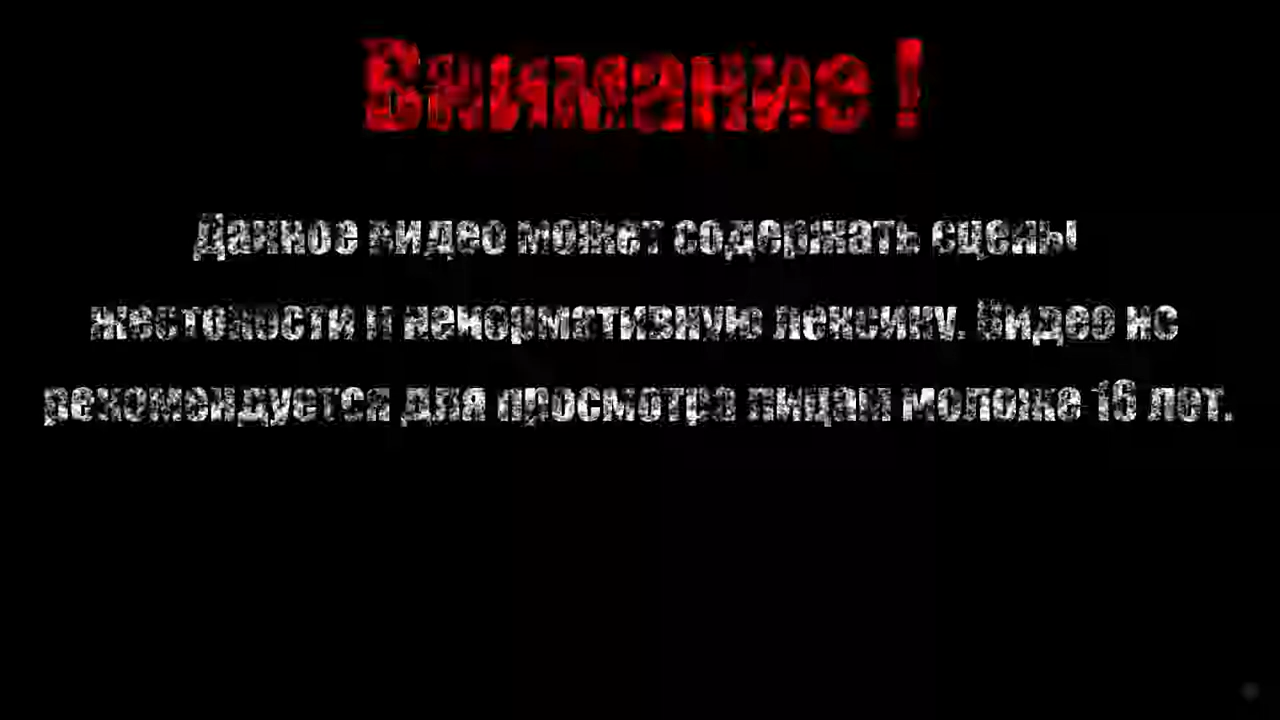 Внимание !
Данное видео может содержать сцены
жестокости и ненормативную лексику. Видео не
рекомендуется для просмотра лицам моложе 16 лет.